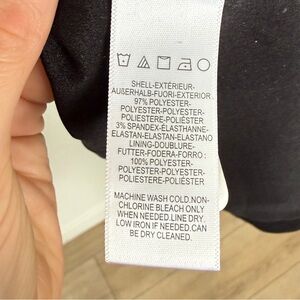 SHELL-EXTÉRIEUR-
AUßERHALB-FUORI-EXTERIOR
97% POLYESTER-
POLYESTER-POLYESTER-
POLIESTERE-POLIÉSTER
3% SPANDEX-ÉLASTHANNE-
ELASTAN-ELASTAN-ELASTANO
LINING-DOUBLURE-
FUTTER-FODERA-FORRO:
100% POLYESTER-
POLYESTER-POLYESTER-
POLIESTERE-POLIÉSTER
MACHINE WASH COLD.NON-
CHLORINE BLEACH ONLY
WHEN NEEDED.LINE DRY.
LOW IRON IF NEEDED.CAN
BE DRY CLEANED.